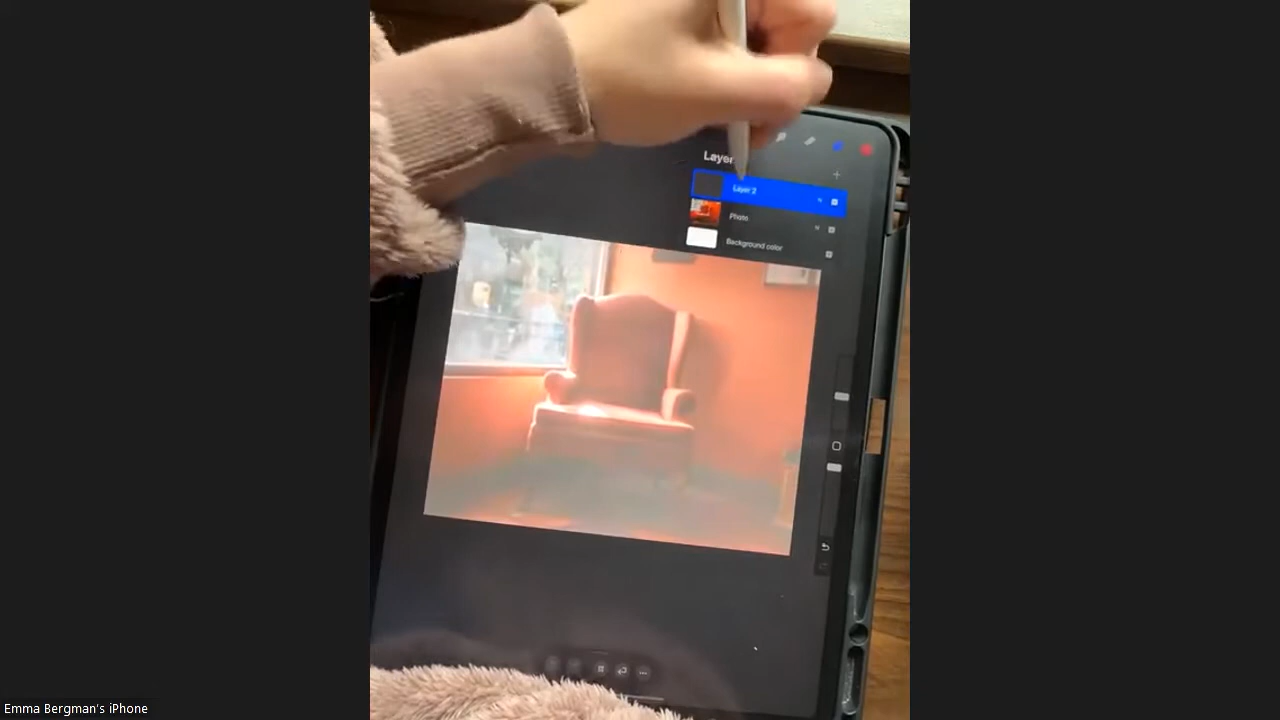 Layer
Layer 2
N
Photo
N
Background color
Emma Bergman's iPhone